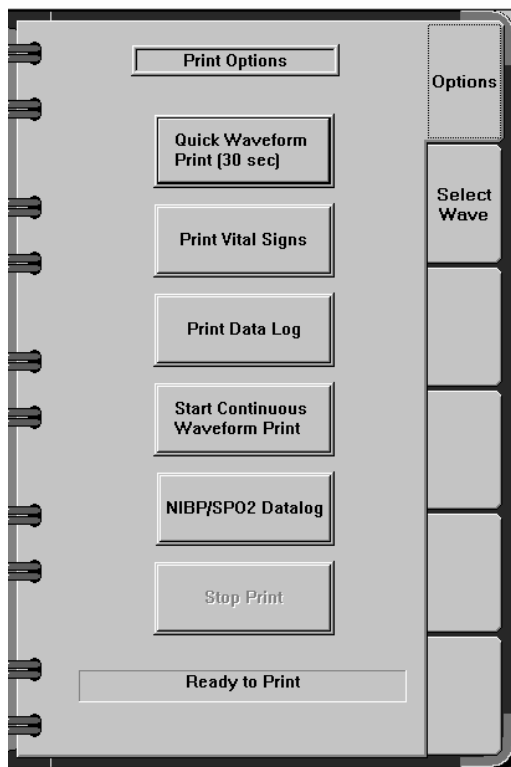 Print Options
Options
Quick Waveform
Print (30 sec)
Select
Wave
Print Vital Signs
Print Data Log
Start Continuous
Waveform Print
NIBP/SPO2 Datalog
Stop Print
Ready to Print